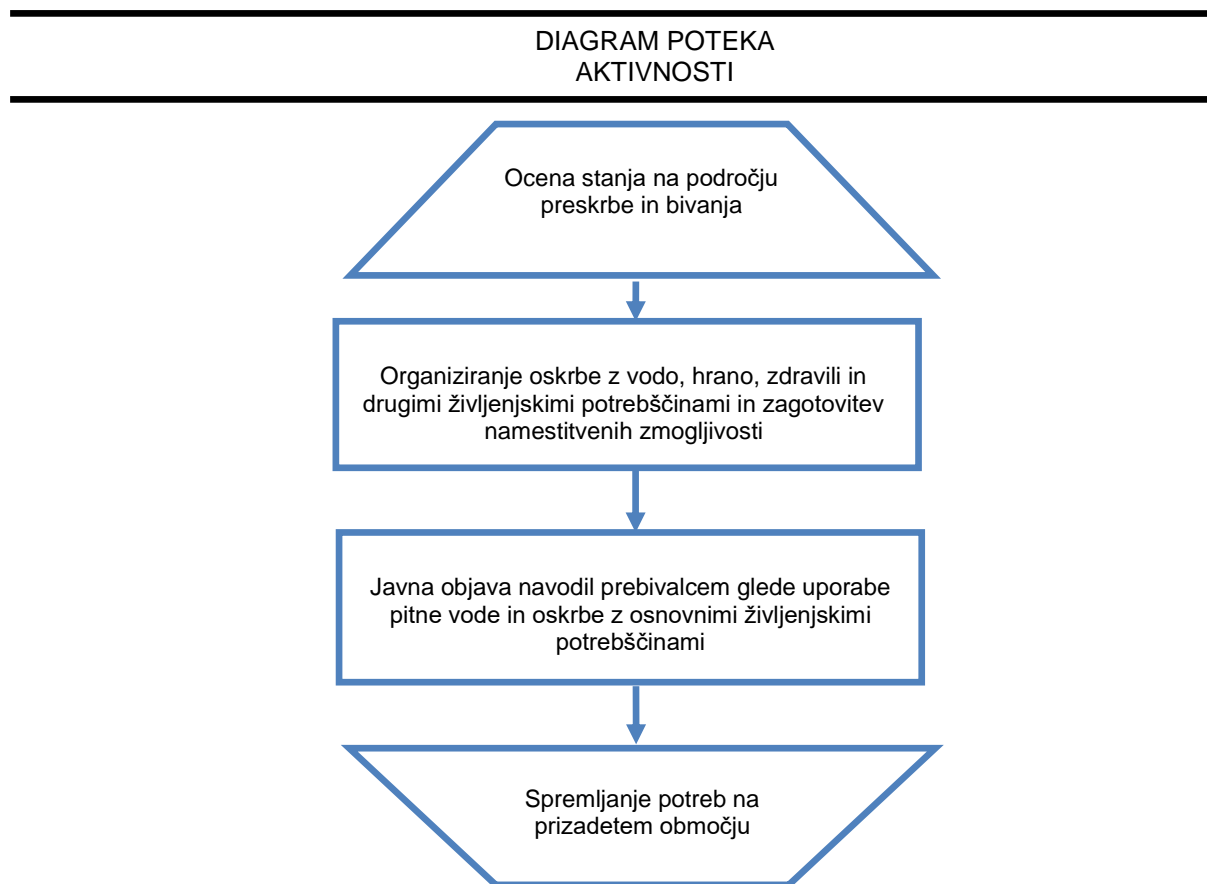 DIAGRAM POTEKA
AKTIVNOSTI
Ocena stanja na področju
preskrbe in bivanja
Organiziranje oskrbe z vodo, hrano, zdravili in
drugimi življenjskimi potrebščinami in zagotovitev
namestitvenih zmogljivosti
Javna objava navodil prebivalcem glede uporabe
pitne vode in oskrbe z osnovnimi življenjskimi
potrebščinami
Spremljanje potreb na
prizadetem območju